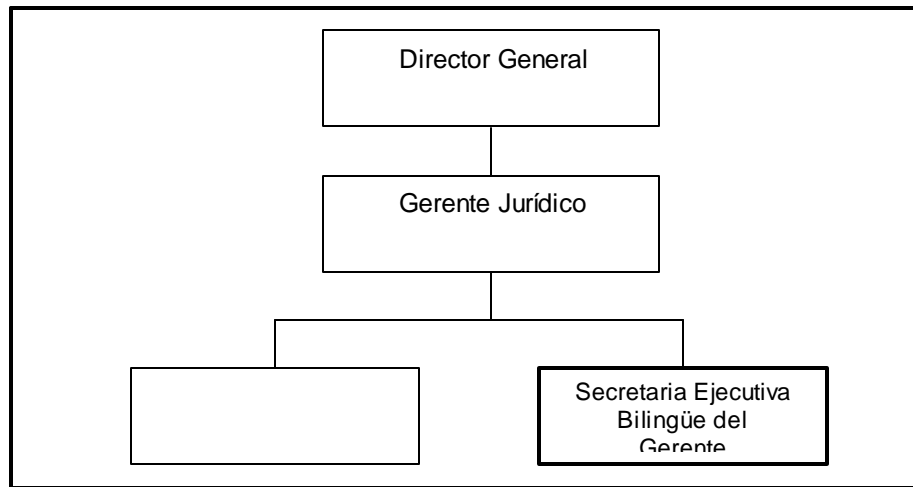 Director General
Gerente Jurídico
Secretaria Ejecutiva
Bilingüe del
Gerente